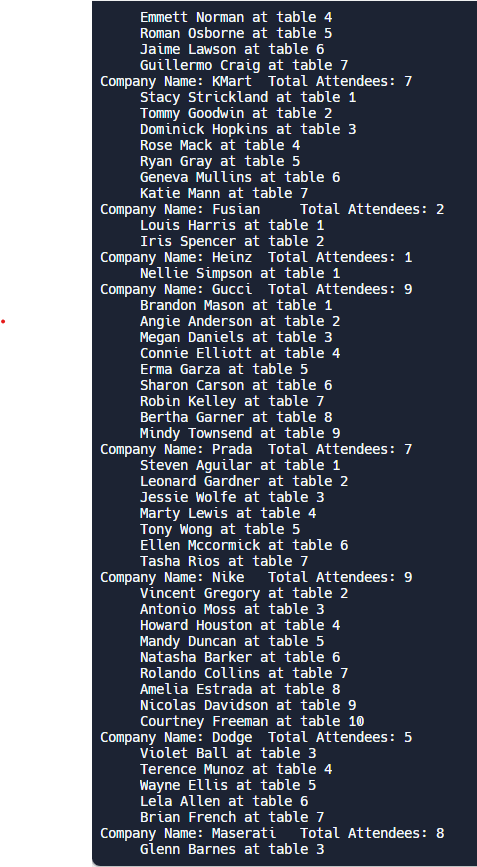 Emmett Norman at table 4
Roman Osborne at table 5
Jaime Lawson at table 6
Guillermo Craig at table 7
Company Name: KMart  Total Attendees: 7
Stacy Strickland at table 1
Tommy Goodwin at table 2
Dominick Hopkins at table 3
Rose Mack at table 4
Ryan Gray at table 5
Geneva Mullins at table 6
Katie Mann at table 7
Company Name: Fusian     Total Attendees: 2
Louis Harris at table 1
Iris Spencer at table 2
Company Name: Heinz  Total Attendees: 1
Nellie Simpson at table 1
Company Name: Gucci  Total Attendees: 9
Brandon Mason at table 1
Angie Anderson at table 2
Megan Daniels at table 3
Connie Elliott at table 4
Erma Garza at table 5
Sharon Carson at table 6
Robin Kelley at table 7
Bertha Garner at table 8
Mindy Townsend at table 9
Company Name: Prada  Total Attendees: 7
Steven Aguilar at table 1
Leonard Gardner at table 2
Jessie Wolfe at table 3
Marty Lewis at table 4
Tony Wong at table 5
Ellen Mccormick at table 6
Tasha Rios at table 7
Company Name: Nike   Total Attendees: 9
Vincent Gregory at table 2
Antonio Moss at table 3
Howard Houston at table 4
Mandy Duncan at table 5
Natasha Barker at table 6
Rolando Collins at table 7
Amelia Estrada at table 8
Nicolas Davidson at table 9
Courtney Freeman at table 10
Company Name: Dodge  Total Attendees: 5
Violet Ball at table 3
Terence Munoz at table 4
Wayne Ellis at table 5
Lela Allen at table 6
Brian French at table 7
Company Name: Maserati   Total Attendees: 8
Glenn Barnes at table 3